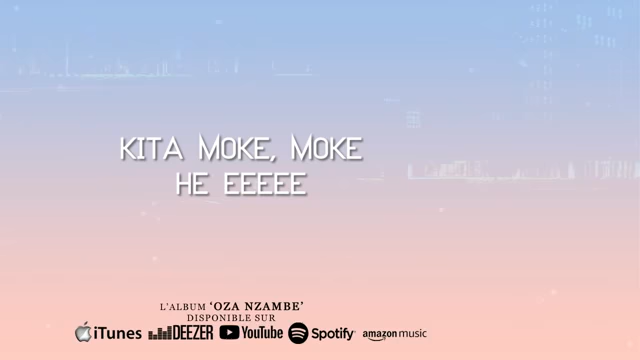 KITA MOKE, MOKE
HE EEEEE
L'ALBUM 'OZA NZAMBE'
DISPONIBLE SUR
iTunes DEEZER YouTube Spotify amazon music